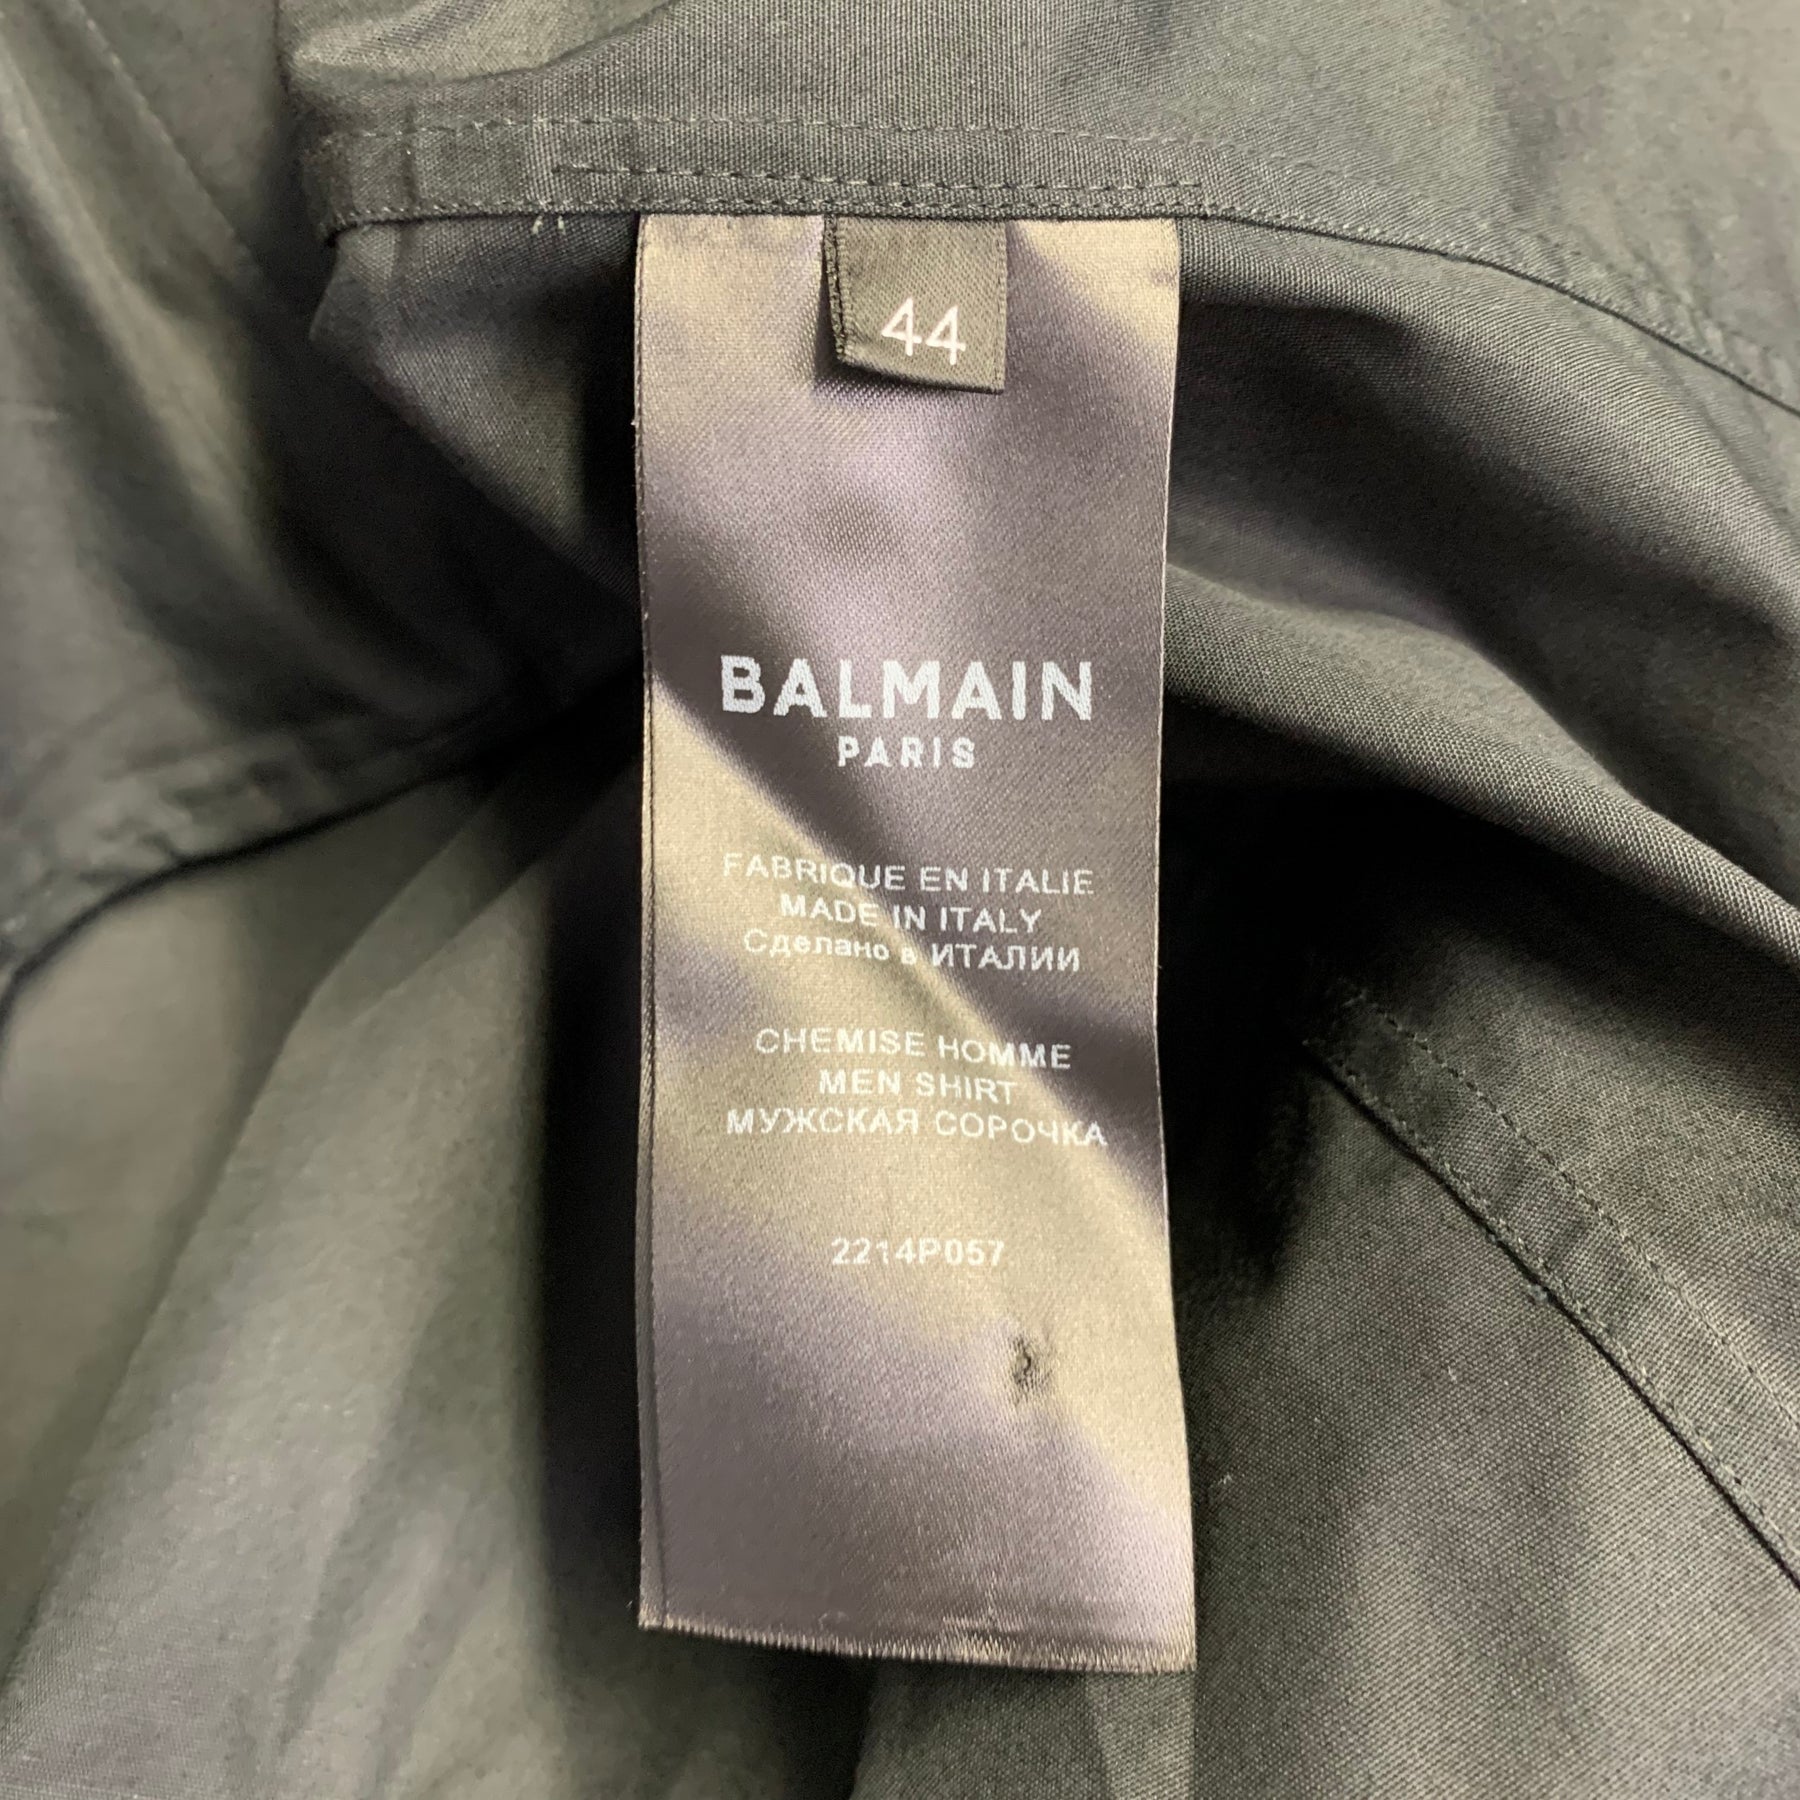 44
BALMAIN
PARIS
FABRIQUE EN ITALIE
MADE IN ITALY
Сделано в ИТАЛИИ
CHEMISE HOMME
MEN SHIRT
МУЖСКАЯ СОРОЧКА
2214P057